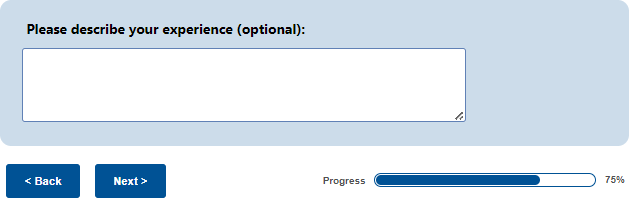 Please describe your experience (optional):
< Back
Next >
Progress
75%